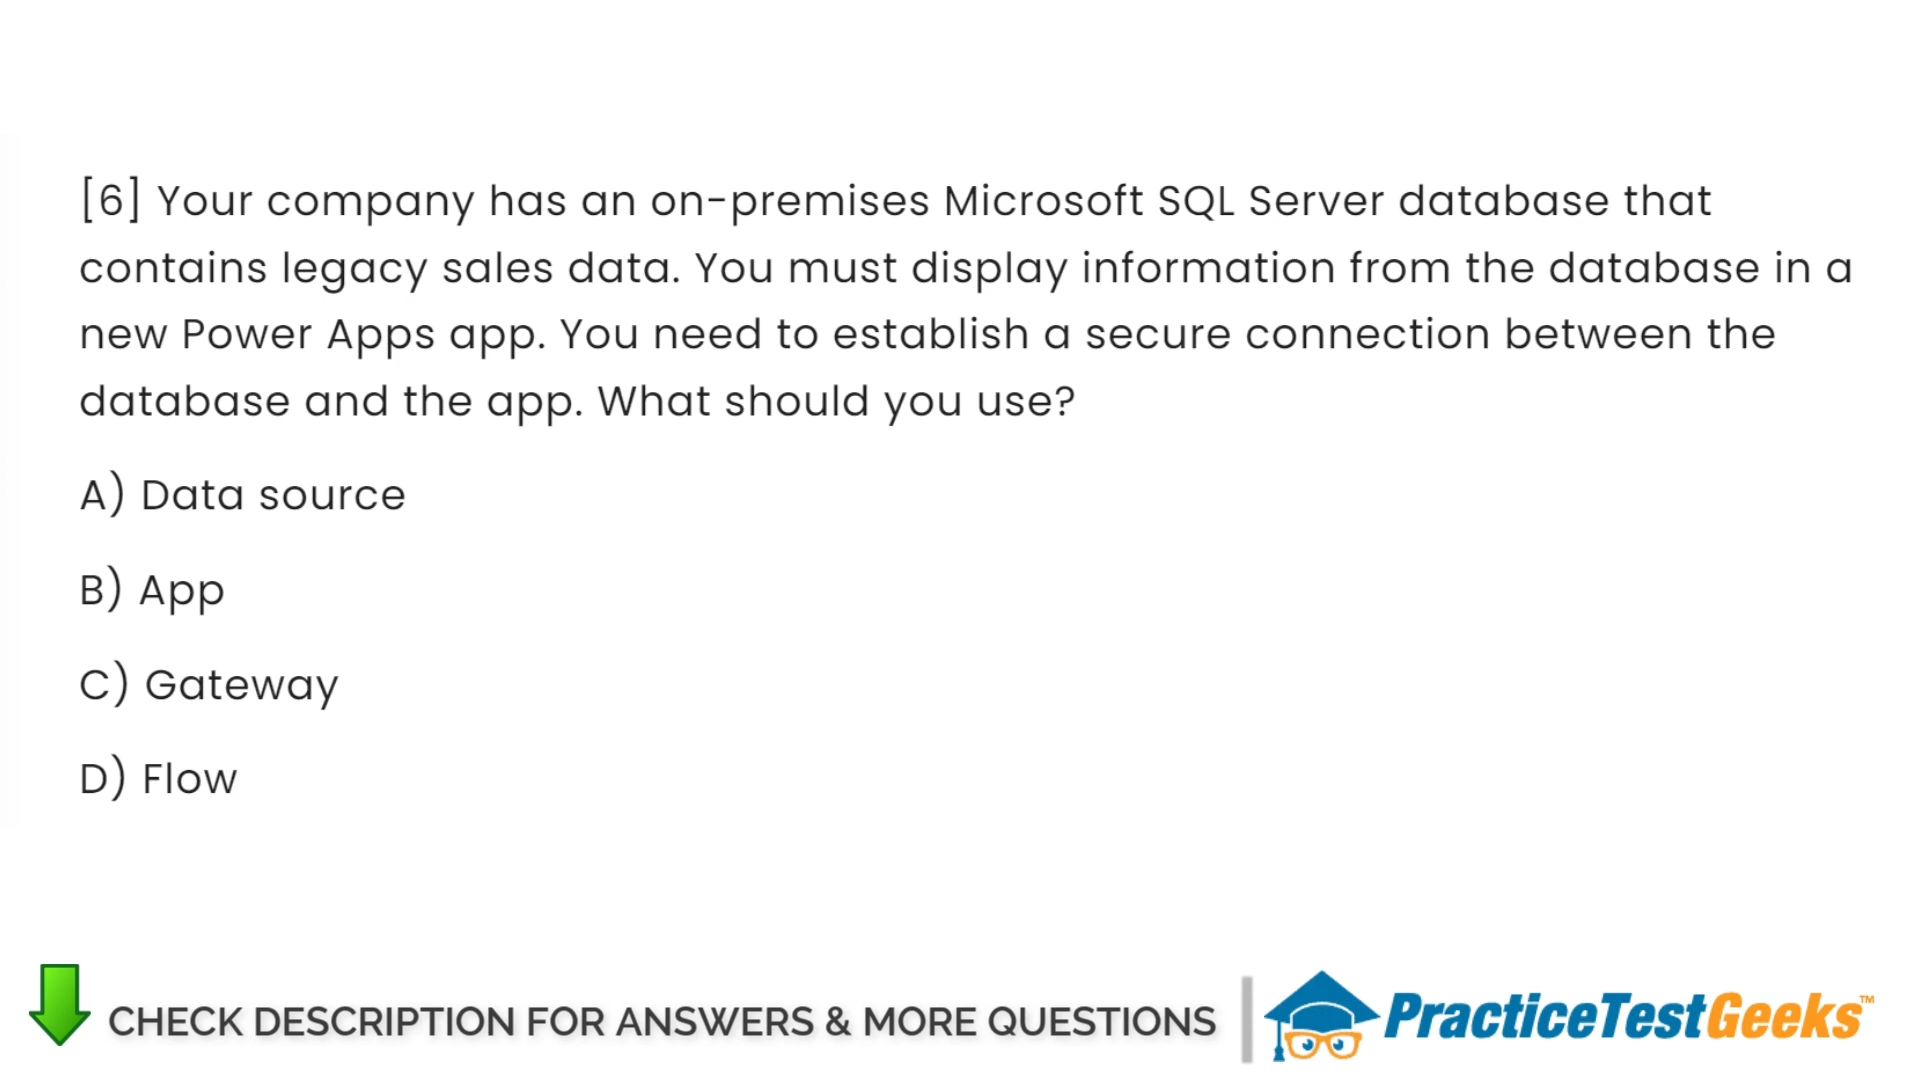 [6] Your company has an on-premises Microsoft SQL Server database that
contains legacy sales data. You must display information from the database in a
new Power Apps app. You need to establish a secure connection between the
database and the app. What should you use?
A) Data source
B) App
C) Gateway
D) Flow
CHECK DESCRIPTION FOR ANSWERS & MORE QUESTIONS
PracticeTestGeeks™